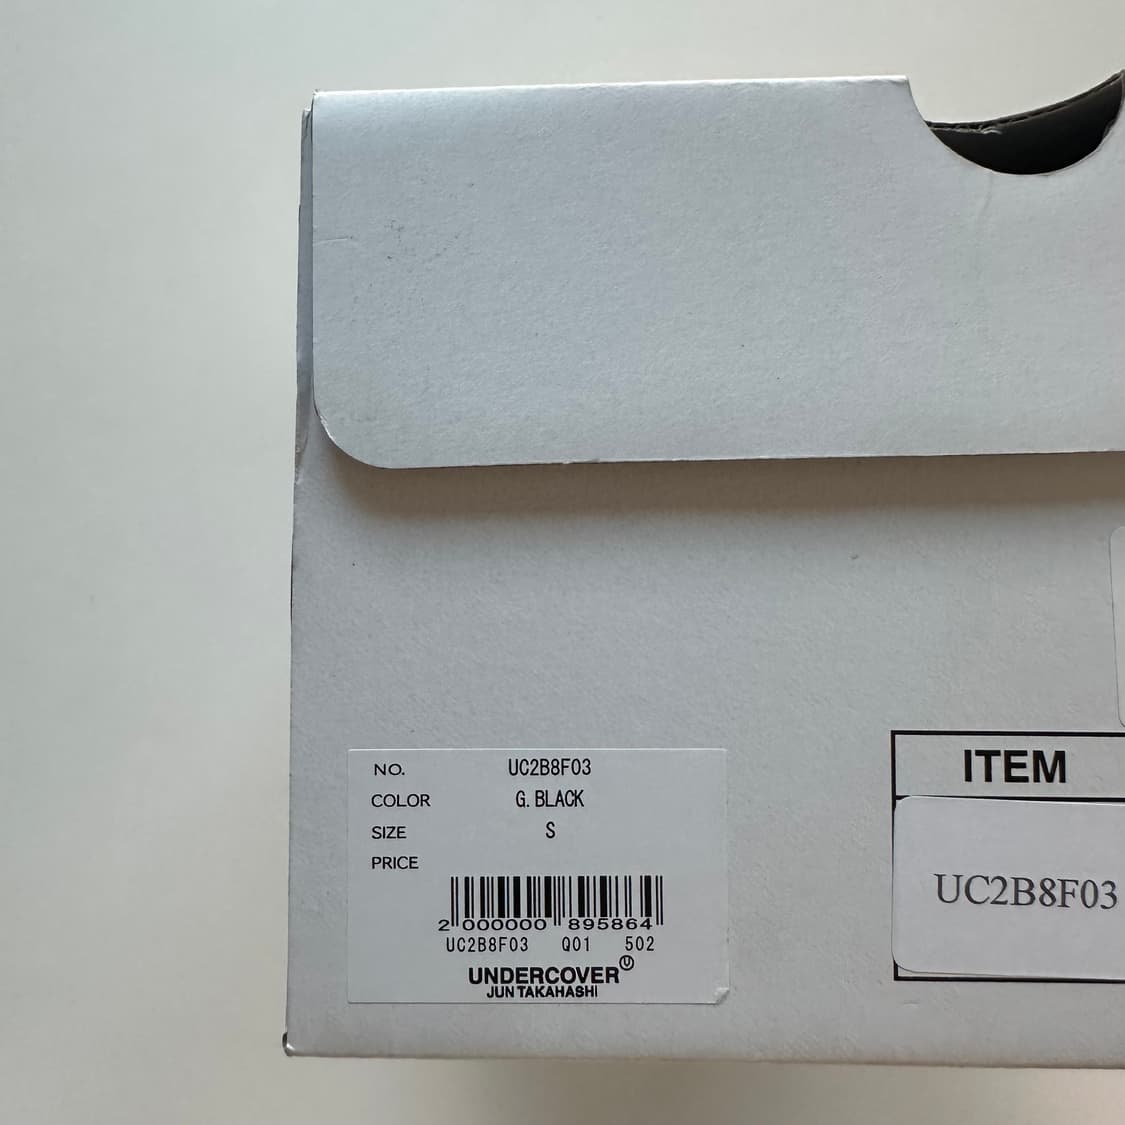 NO. UC2B8F03
COLOR G. BLACK
SIZE S
PRICE
2 000000 895864
UC2B8F03 Q01 502
UNDERCOVER U
JUN TAKAHASHI
ITEM
UC2B8F03